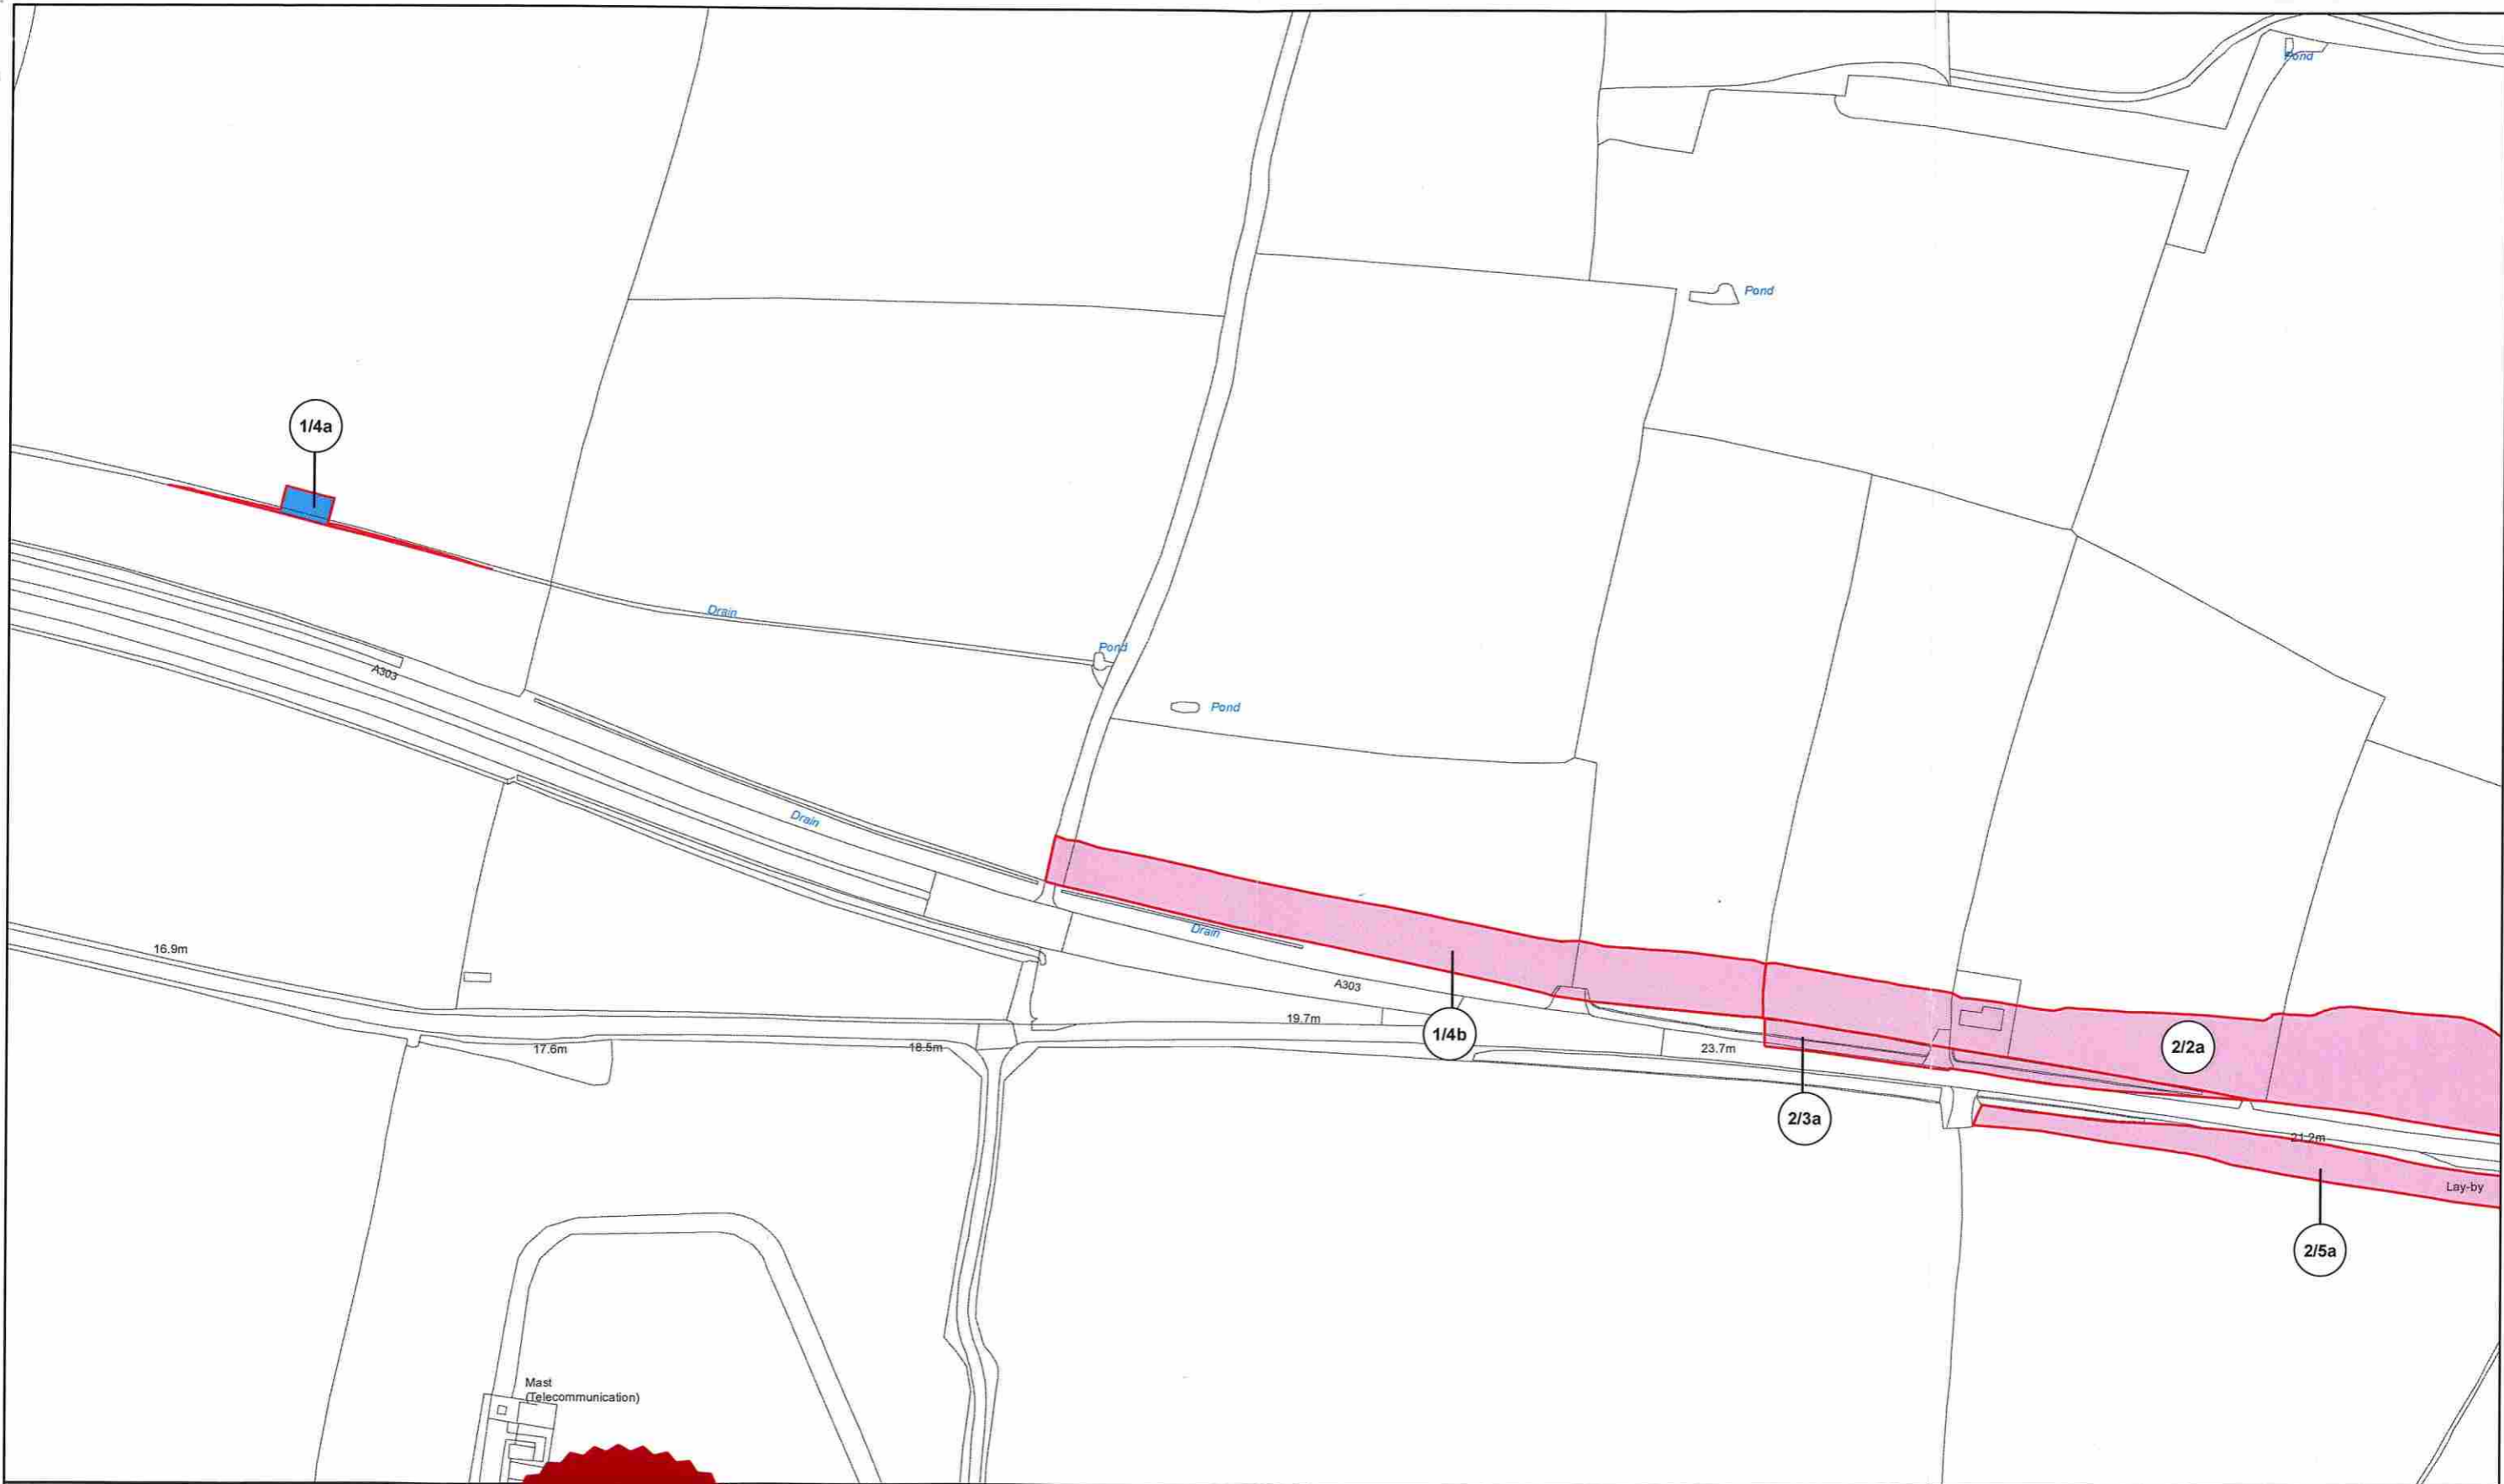 Pond
Pond
1/4a
Drain
Pond
Pond
A303
Drain
Drain
16.9m
A303
19.7m
1/4b
17.6m
18.5m
23.7m
2/2a
2/3a
21.2m
Lay-by
2/5a
Mast
(Telecommunication)